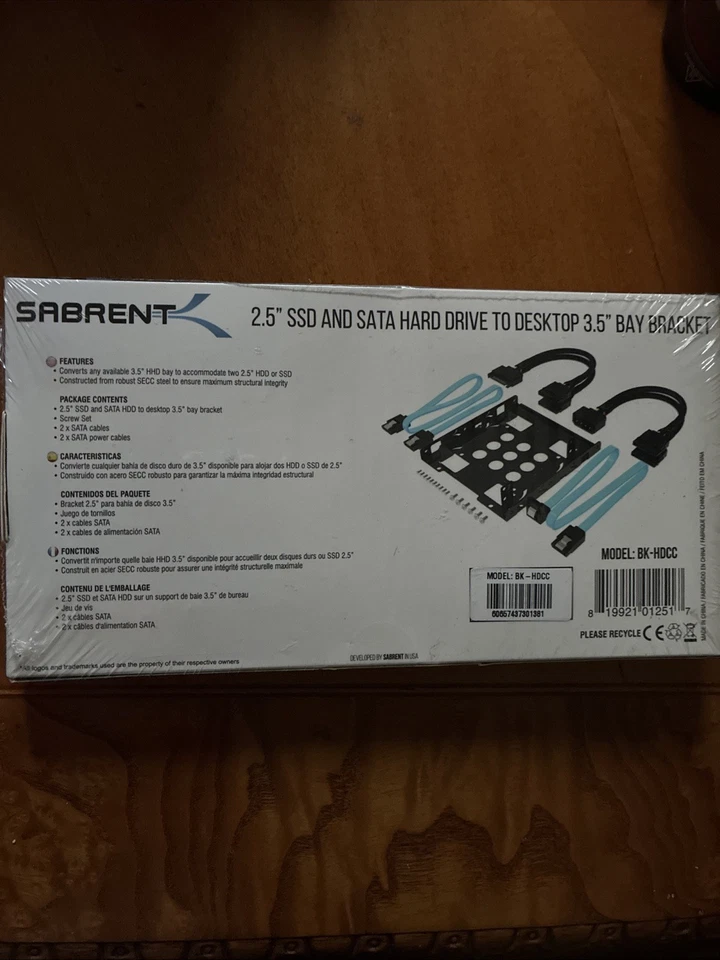 SABRENT
2.5" SSD AND SATA HARD DRIVE TO DESKTOP 3.5" BAY BRACKET
FEATURES
• Converts any available 3.5" HHD bay to accommodate two 2.5" HDD or SSD
• Constructed from robust SECC steel to ensure maximum structural integrity
PACKAGE CONTENTS
• 2.5" SSD and SATA HDD to desktop 3.5" bay bracket
• Screw Set
• 2 x SATA cables
• 2 x SATA power cables
CARACTERISTICAS
• Convierte cualquier bahía de disco duro de 3.5" disponible para alojar dos HDD o SSD de 2.5"
• Construido con acero SECC robusto para garantizar la máxima integridad estructural
CONTENIDOS DEL PAQUETE
• Bracket 2.5" para bahía de disco 3.5"
• Juego de tornillos
• 2 x cables SATA
• 2 x cables de alimentación SATA
FONCTIONS
• Convertit n'importe quelle baie HHD 3.5" disponible pour accueillir deux disques durs ou SSD 2.5"
• Construit en acier SECC robuste pour assurer une intégrité structurelle maximale
CONTENU DE L'EMBALLAGE
• 2.5" SSD et SATA HDD sur un support de baie 3.5" de bureau
• Jeu de vis
• 2 x câbles SATA
• 2 x câbles d'alimentation SATA
MODEL: BK-HDCC
MODEL: BK-HDCC
60657437301381
8 19921 01251 7
PLEASE RECYCLE CE
MADE IN CHINA / FABRIQUE EN CHINE / FEITO EM CHINA
*All logos and trademarks used are the property of their respective owners
DEVELOPED BY SABRENT IN USA